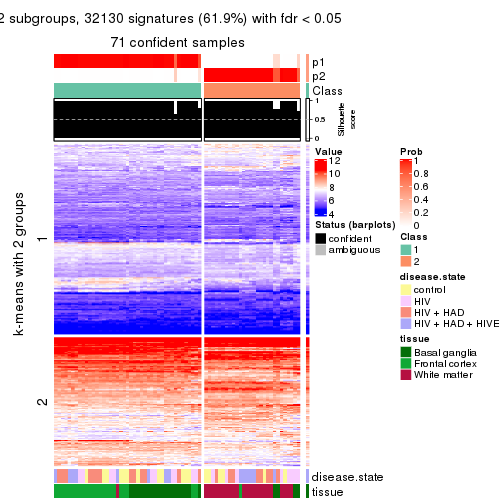 2 subgroups, 32130 signatures (61.9%) with fdr < 0.05
71 confident samples
p1
p2
Class
1
0.5
0
Silhouette
score
k-means with 2 groups
1
2
disease.state
tissue
Value
12
10
8
6
4
Status (barplots)
confident
ambiguous
Prob
1
0.8
0.6
0.4
0.2
0
Class
1
2
disease.state
control
HIV
HIV + HAD
HIV + HAD + HIVE
tissue
Basal ganglia
Frontal cortex
White matter